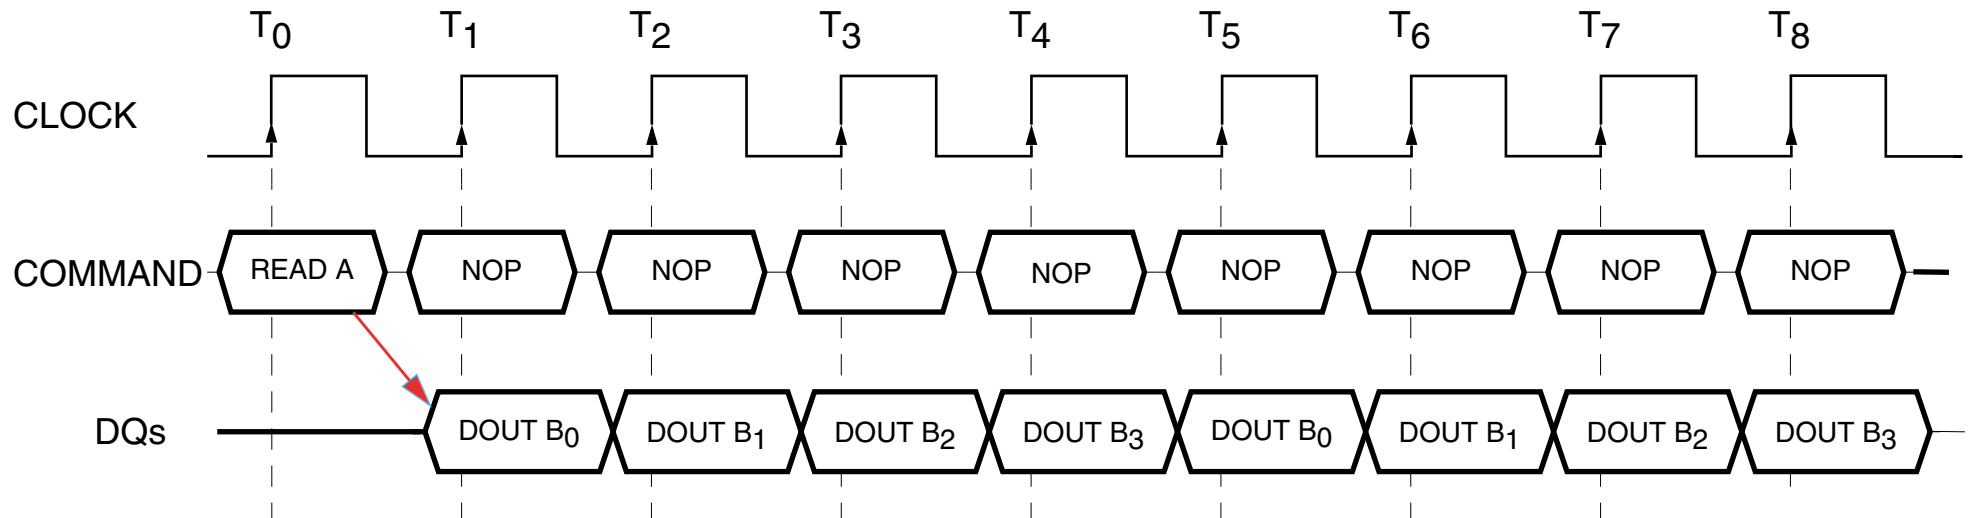 T0 T1 T2 T3 T4 T5 T6 T7 T8
CLOCK
COMMAND READ A NOP NOP NOP NOP NOP NOP NOP NOP
DQs DOUT B0 DOUT B1 DOUT B2 DOUT B3 DOUT B0 DOUT B1 DOUT B2 DOUT B3